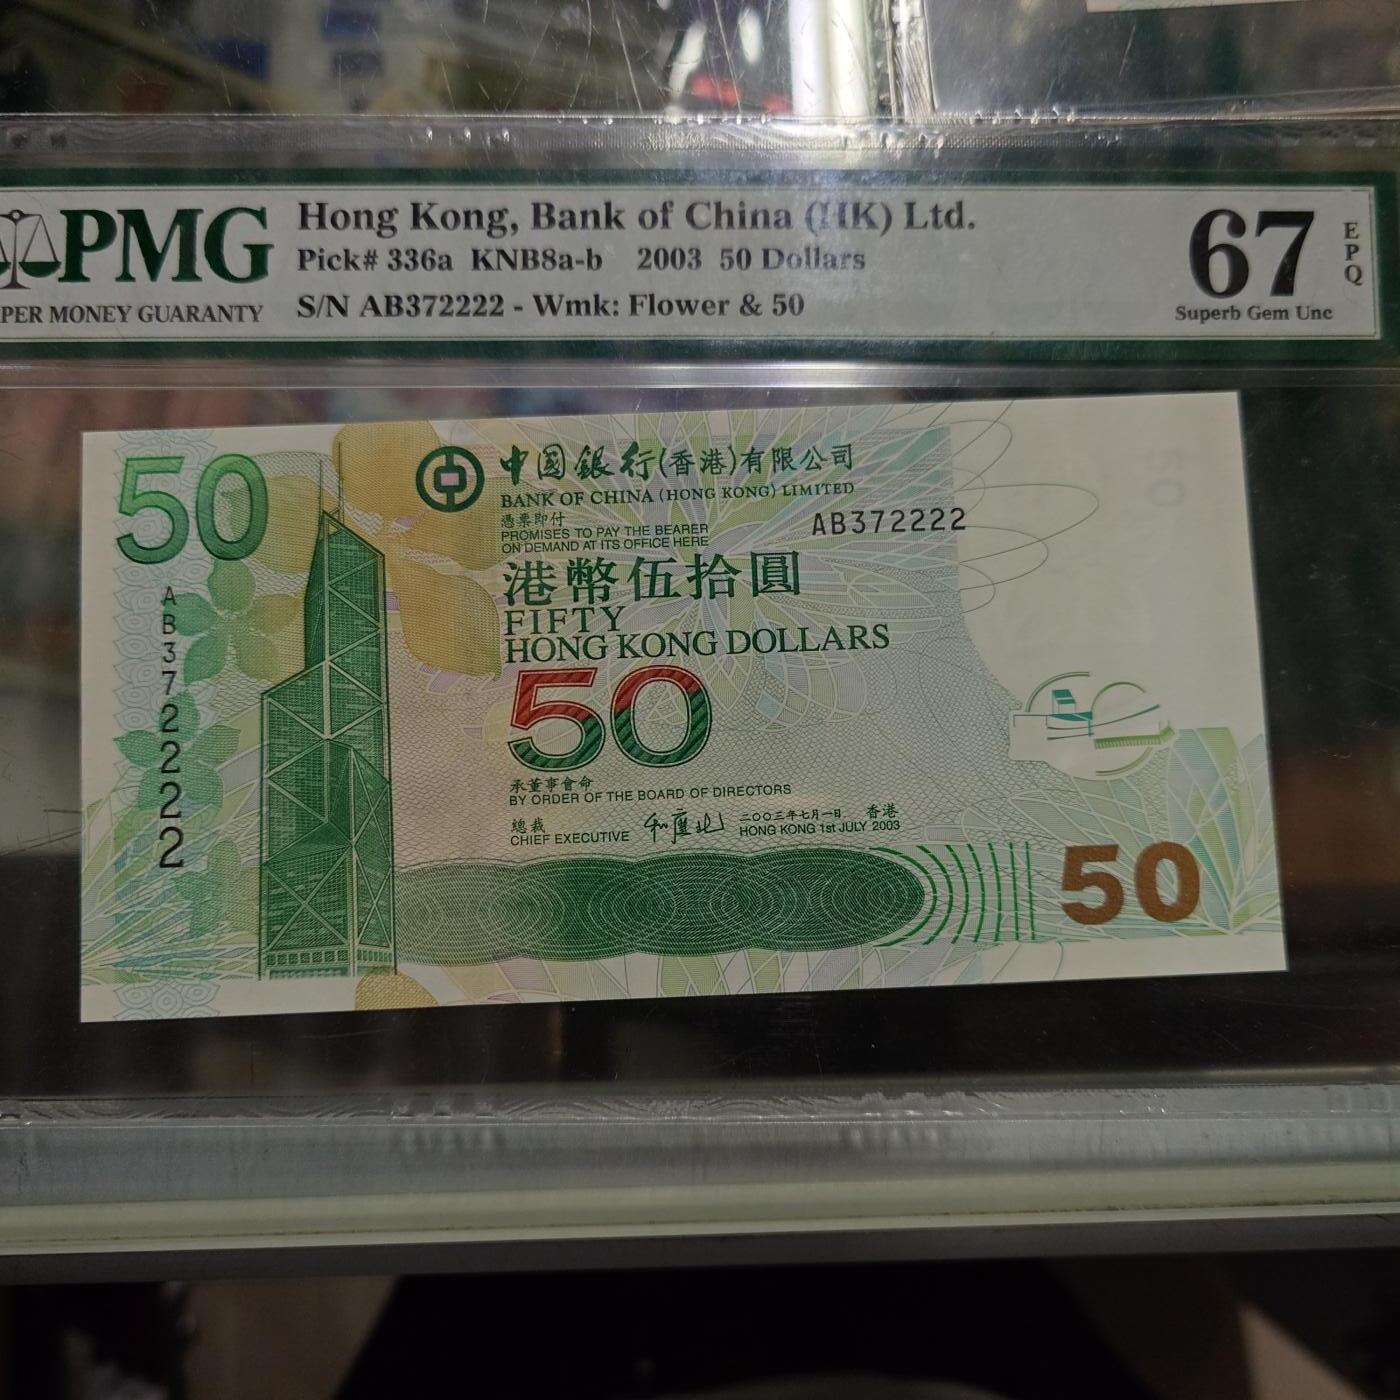 PMG
PER MONEY GUARANTY
Hong Kong, Bank of China (HK) Ltd.
Pick# 336a KNB8a-b 2003 50 Dollars
S/N AB372222 - Wmk: Flower & 50
67
EPQ
Superb Gem Unc
50
中國銀行(香港)有限公司
BANK OF CHINA (HONG KONG) LIMITED
憑票即付
PROMISES TO PAY THE BEARER
ON DEMAND AT ITS OFFICE HERE
AB372222
AB372222
港幣伍拾圓
FIFTY
HONG KONG DOLLARS
50
承董事會命
BY ORDER OF THE BOARD OF DIRECTORS
總裁
CHIEF EXECUTIVE
二〇〇三年七月一日 香港
HONG KONG 1st JULY 2003
50